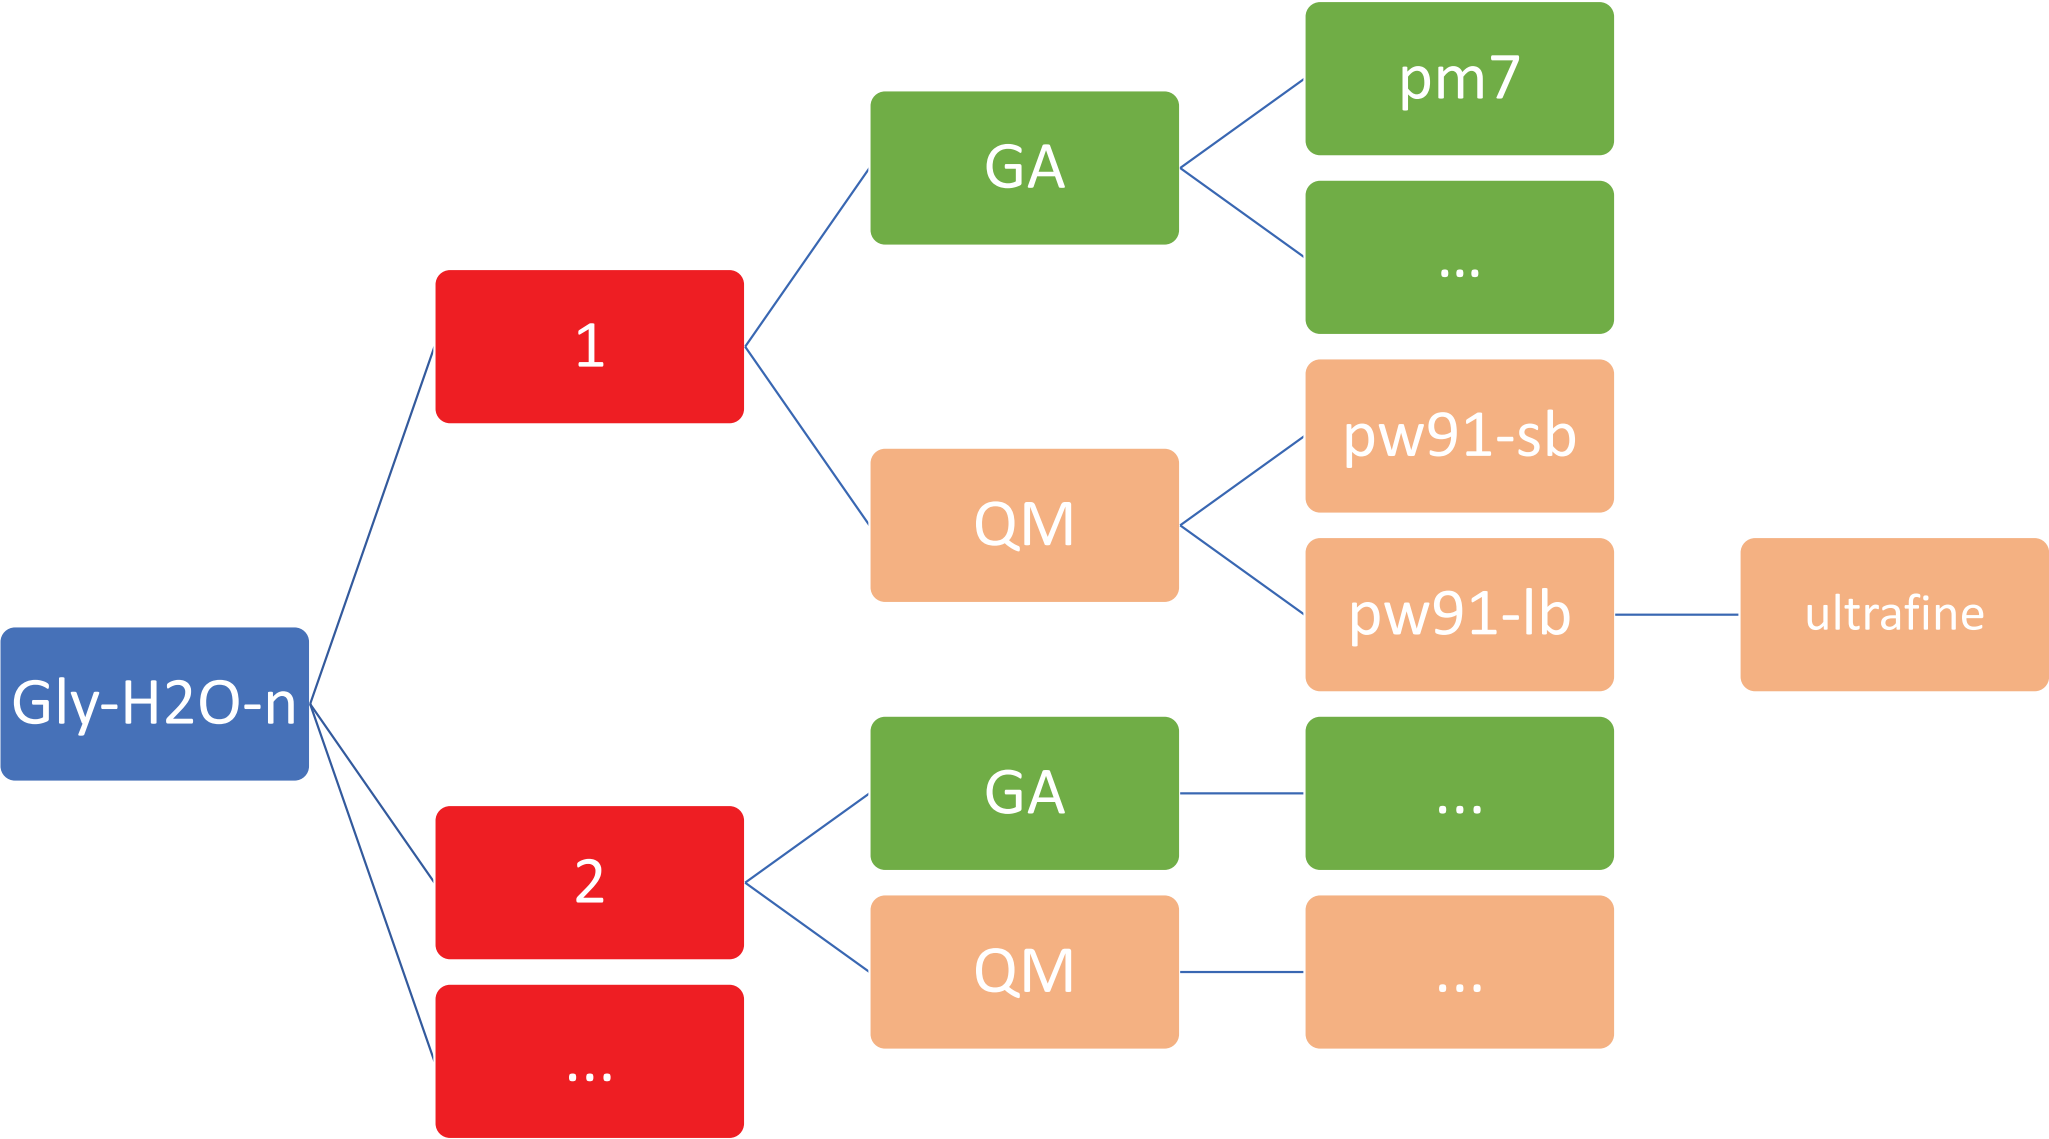 Gly-H2O-n
1
GA
pm7
...
QM
pw91-sb
pw91-lb
ultrafine
2
GA
...
QM
...
...